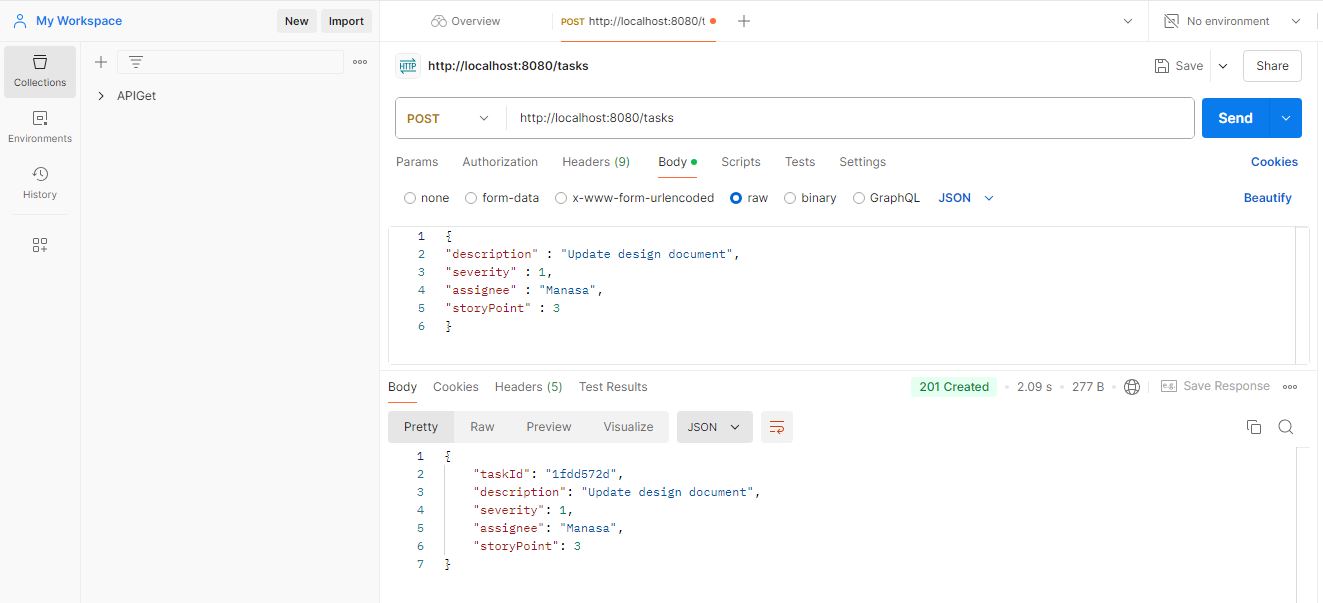 My Workspace
New
Import
Overview
POST http://localhost:8080/t
No environment
Collections
Environments
History
APIGet
HTTP
http://localhost:8080/tasks
Save
Share
POST
http://localhost:8080/tasks
Send
Params
Authorization
Headers (9)
Body
Scripts
Tests
Settings
Cookies
none
form-data
x-www-form-urlencoded
raw
binary
GraphQL
JSON
Beautify
1 {
2 "description" : "Update design document",
3 "severity" : 1,
4 "assignee" : "Manasa",
5 "storyPoint" : 3
6 }
Body
Cookies
Headers (5)
Test Results
201 Created
2.09 s
277 B
e.g.
Save Response
Pretty
Raw
Preview
Visualize
JSON
1 {
2 "taskId": "1fdd572d",
3 "description": "Update design document",
4 "severity": 1,
5 "assignee": "Manasa",
6 "storyPoint": 3
7 }